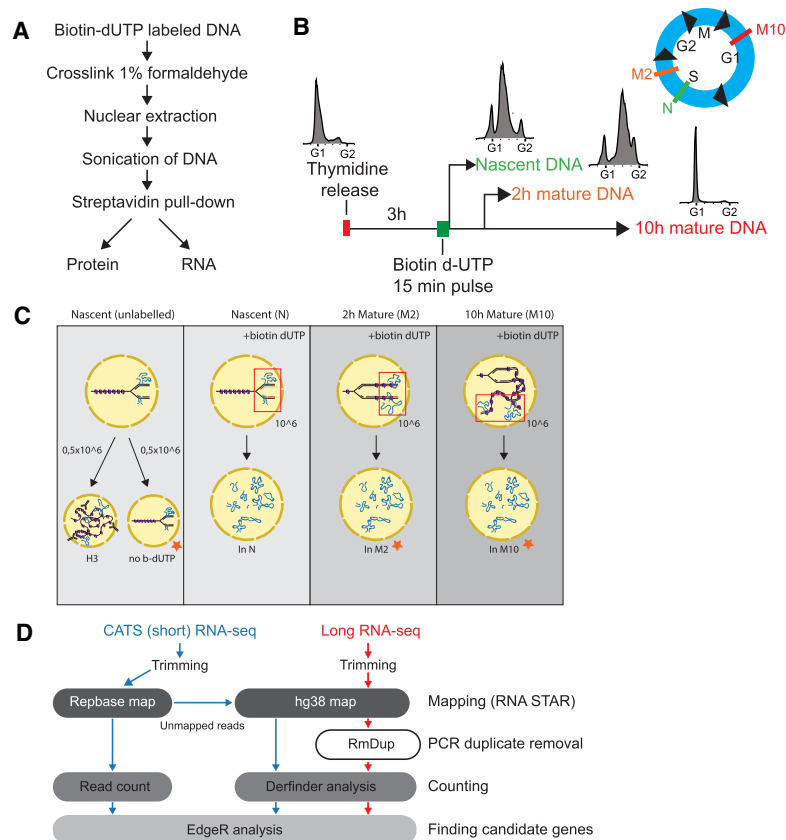 A
Biotin-dUTP labeled DNA
Crosslink 1% formaldehyde
Nuclear extraction
Sonication of DNA
Streptavidin pull-down
Protein
RNA
B
G1 G2
Thymidine
release
3h
Biotin d-UTP
15 min pulse
G1 G2
Nascent DNA
G1 G2
2h mature DNA
G1 G2
10h mature DNA
M
G2
G1
S
M10
M2
N
C
Nascent (unlabelled)
Nascent (N)
2h Mature (M2)
10h Mature (M10)
+biotin dUTP
+biotin dUTP
+biotin dUTP
10^6
10^6
10^6
0,5x10^6
0,5x10^6
H3
no b-dUTP
In N
In M2
In M10
D
CATS (short) RNA-seq
Long RNA-seq
Trimming
Trimming
Repbase map
hg38 map
Mapping (RNA STAR)
Unmapped reads
RmDup
PCR duplicate removal
Read count
Derfinder analysis
Counting
EdgeR analysis
Finding candidate genes